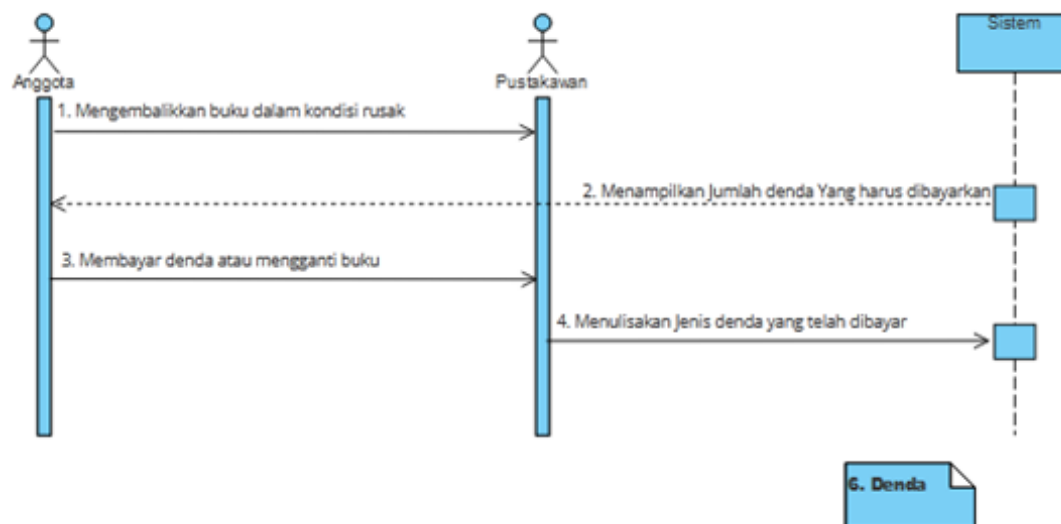 Sistem
Anggota
Pustakawan
1. Mengembalikkan buku dalam kondisi rusak
2. Menampilkan Jumlah denda Yang harus dibayarkan
3. Membayar denda atau mengganti buku
4. Menulisakan Jenis denda yang telah dibayar
6. Denda